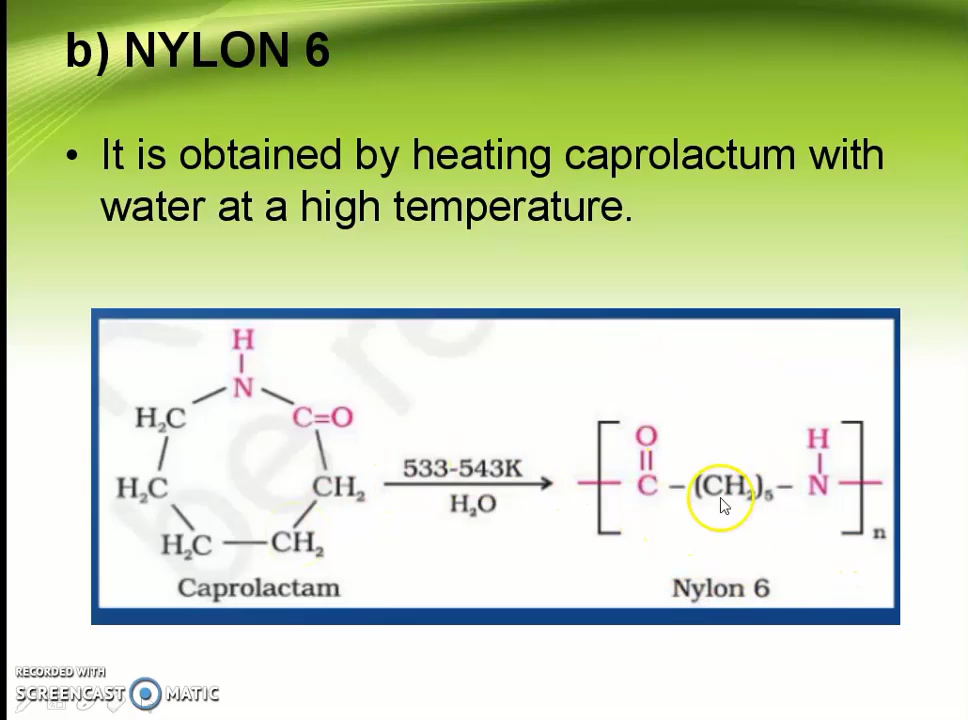 b) NYLON 6
• It is obtained by heating caprolactum with
water at a high temperature.
H
N
H₂C
C=O
H₂C
CH₂
H₂C
CH₂
Caprolactam
533-543K
H₂O
O
H
C – (CH₂)₅ – N
n
Nylon 6
RECORDED WITH
SCREENCAST MATIC